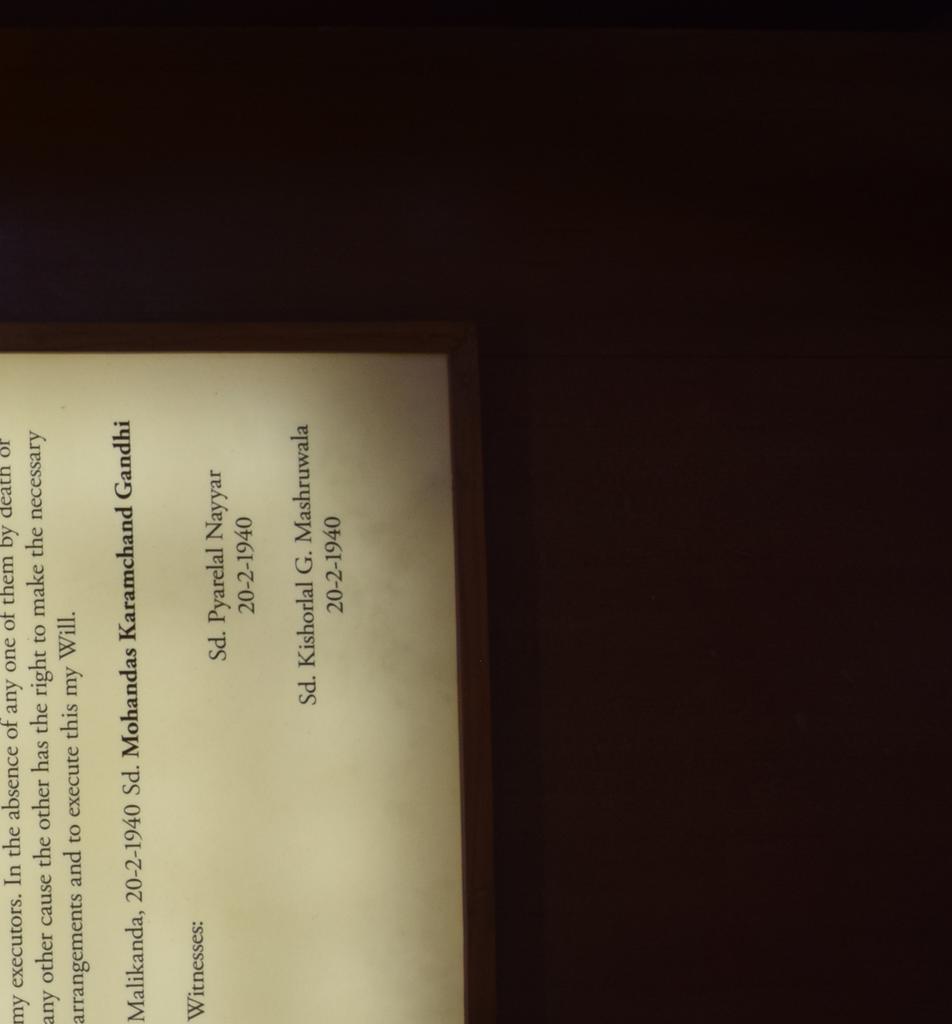 my executors. In the absence of any one of them by death or
any other cause the other has the right to make the necessary
arrangements and to execute this my Will.
Malikanda, 20-2-1940 Sd. Mohandas Karamchand Gandhi
Witnesses:
Sd. Pyarelal Nayyar
20-2-1940
Sd. Kishorlal G. Mashruwala
20-2-1940